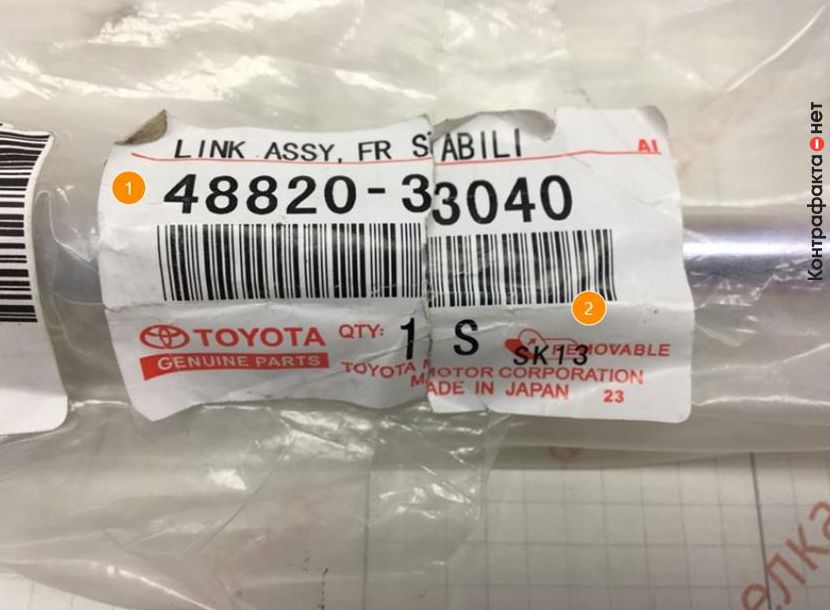 LINK ASSY, FR STABILI
AI
1
48820-33040
2
TOYOTA
GENUINE PARTS
QTY: 1 S
SK13
REMOVABLE
TOYOTA MOTOR CORPORATION
MADE IN JAPAN 23
Контрафакта нет